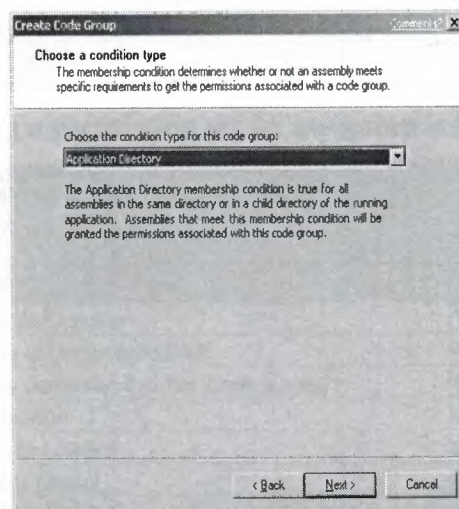 Create Code Group
Comments? X
Choose a condition type
The membership condition determines whether or not an assembly meets
specific requirements to get the permissions associated with a code group.
Choose the condition type for this code group:
Application Directory
The Application Directory membership condition is true for all
assemblies in the same directory or in a child directory of the running
application. Assemblies that meet this membership condition will be
granted the permissions associated with this code group.
< Back
Next >
Cancel